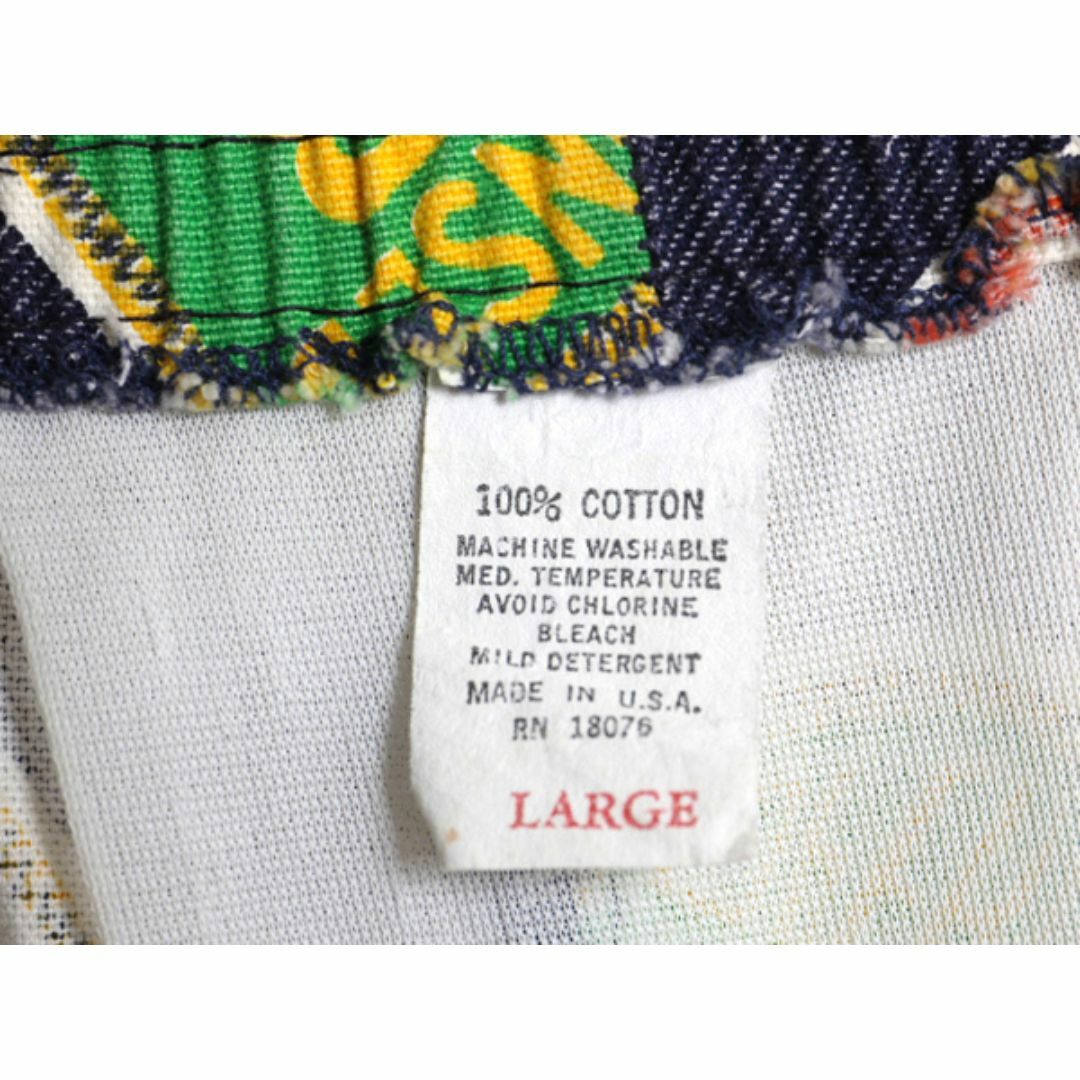 100% COTTON
MACHINE WASHABLE
MED. TEMPERATURE
AVOID CHLORINE
BLEACH
MILD DETERGENT
MADE IN U.S.A.
RN 18076
LARGE